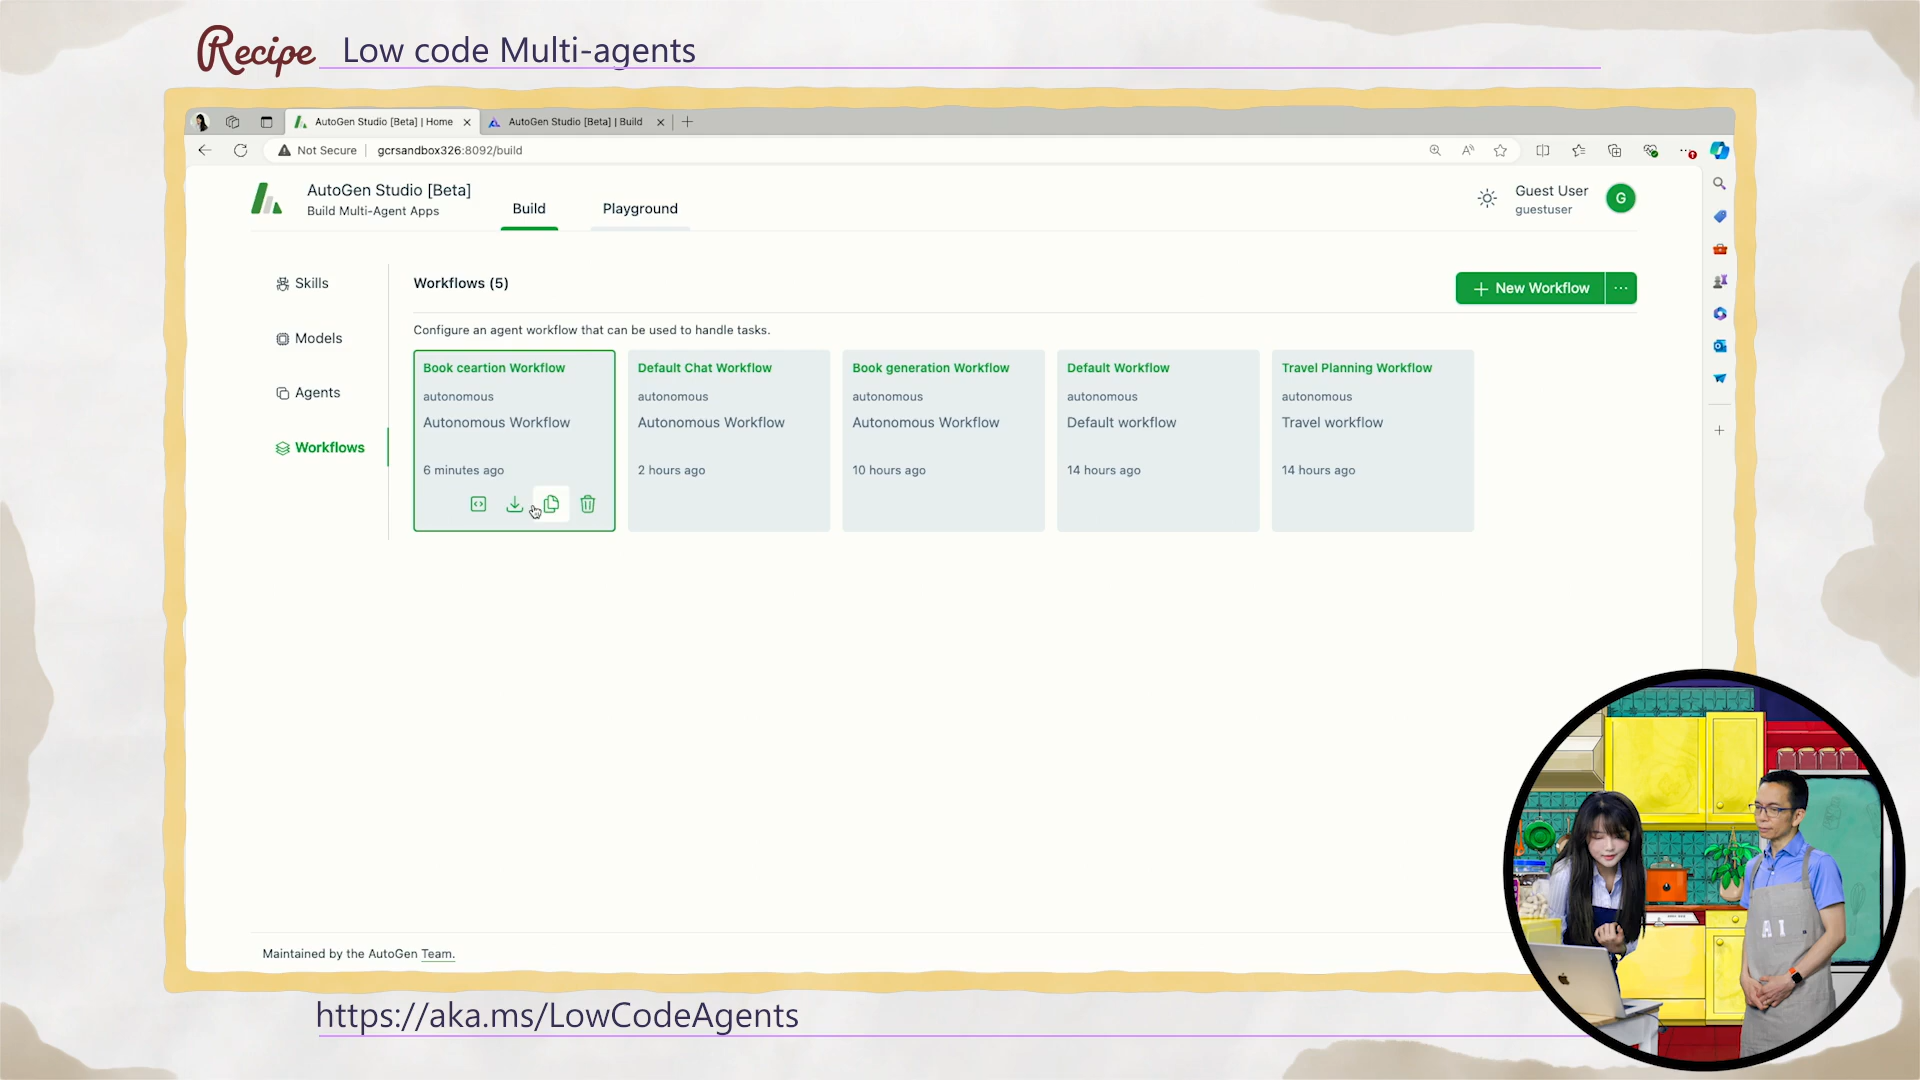 Recipe Low code Multi-agents
AutoGen Studio [Beta] | Home
AutoGen Studio [Beta] | Build
Not Secure
gcrsandbox326:8092/build
AutoGen Studio [Beta]
Build Multi-Agent Apps
Build
Playground
Guest User
guestuser
G
Skills
Models
Agents
Workflows
Workflows (5)
+ New Workflow
Configure an agent workflow that can be used to handle tasks.
Book ceartion Workflow
autonomous
Autonomous Workflow
6 minutes ago
Default Chat Workflow
autonomous
Autonomous Workflow
2 hours ago
Book generation Workflow
autonomous
Autonomous Workflow
10 hours ago
Default Workflow
autonomous
Default workflow
14 hours ago
Travel Planning Workflow
autonomous
Travel workflow
14 hours ago
Maintained by the AutoGen Team.
AI
https://aka.ms/LowCodeAgents